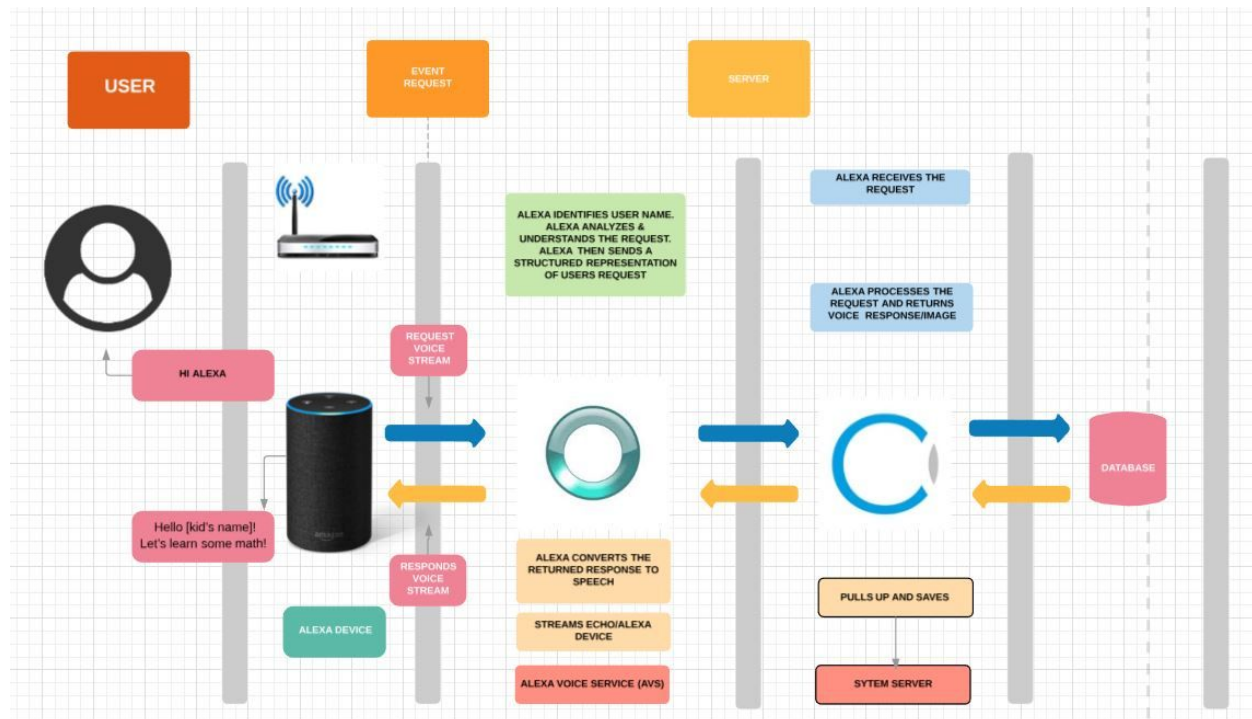 USER
EVENT
REQUEST
SERVER
ALEXA RECEIVES THE
REQUEST
ALEXA IDENTIFIES USER NAME.
ALEXA ANALYZES &
UNDERSTANDS THE REQUEST.
ALEXA THEN SENDS A
STRUCTURED REPRESENTATION
OF USERS REQUEST
ALEXA PROCESSES THE
REQUEST AND RETURNS
VOICE RESPONSE/IMAGE
REQUEST
VOICE
STREAM
HI ALEXA
DATABASE
Hello [kid's name]!
Let's learn some math!
amazon
RESPONDS
VOICE
STREAM
ALEXA CONVERTS THE
RETURNED RESPONSE TO
SPEECH
PULLS UP AND SAVES
ALEXA DEVICE
STREAMS ECHO/ALEXA
DEVICE
ALEXA VOICE SERVICE (AVS)
SYTEM SERVER